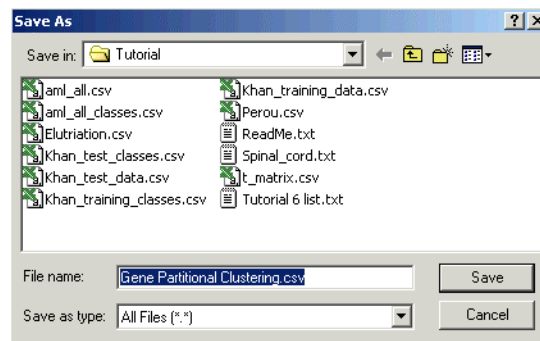 Save As
Save in: Tutorial
aml_all.csv
aml_all_classes.csv
Elutriation.csv
Khan_test_classes.csv
Khan_test_data.csv
Khan_training_classes.csv
Khan_training_data.csv
Perou.csv
ReadMe.txt
Spinal_cord.txt
t_matrix.csv
Tutorial 6 list.txt
File name: Gene Partitional Clustering.csv
Save
Save as type: All Files (*.*)
Cancel